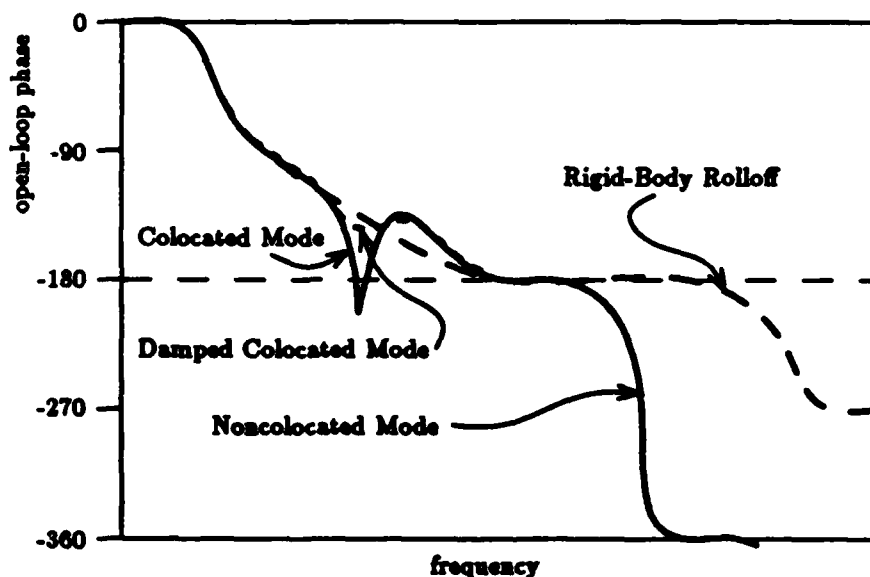 open-loop phase
0
-90
-180
-270
-360
Rigid-Body Rolloff
Colocated Mode
Damped Colocated Mode
Noncolocated Mode
frequency